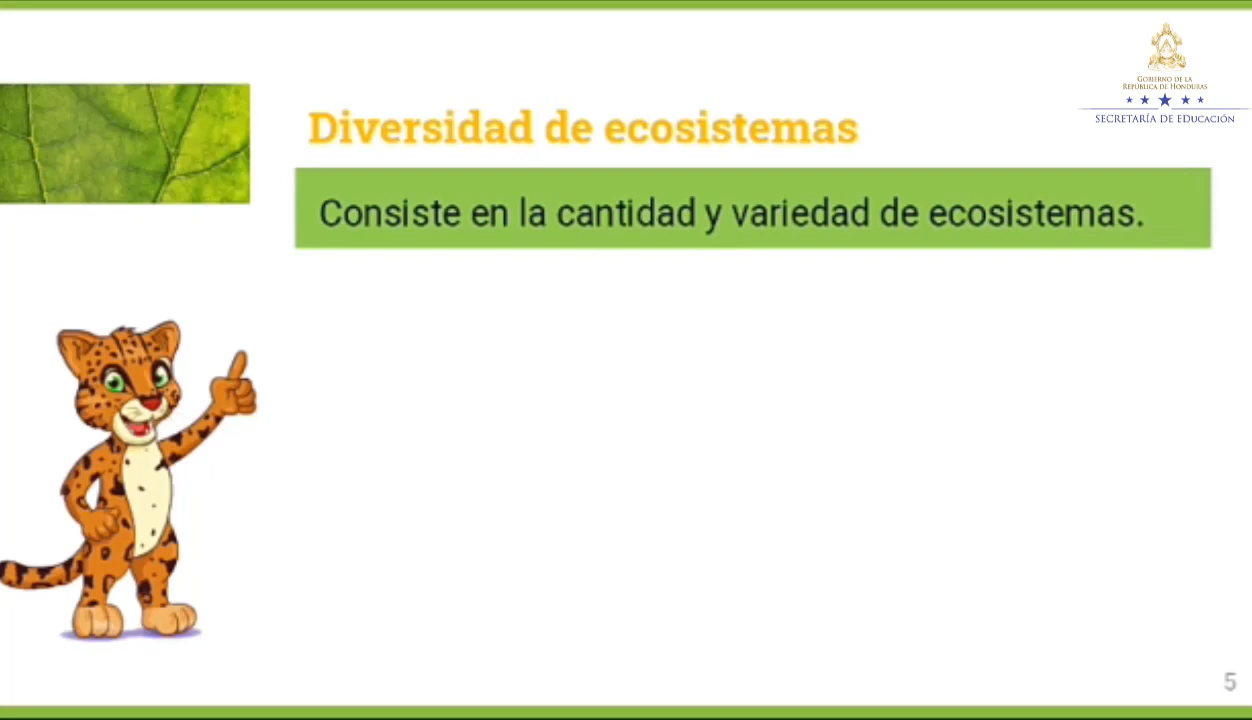 GOBIERNO DE LA
REPÚBLICA DE HONDURAS
SECRETARÍA DE EDUCACIÓN
Diversidad de ecosistemas
Consiste en la cantidad y variedad de ecosistemas.
5